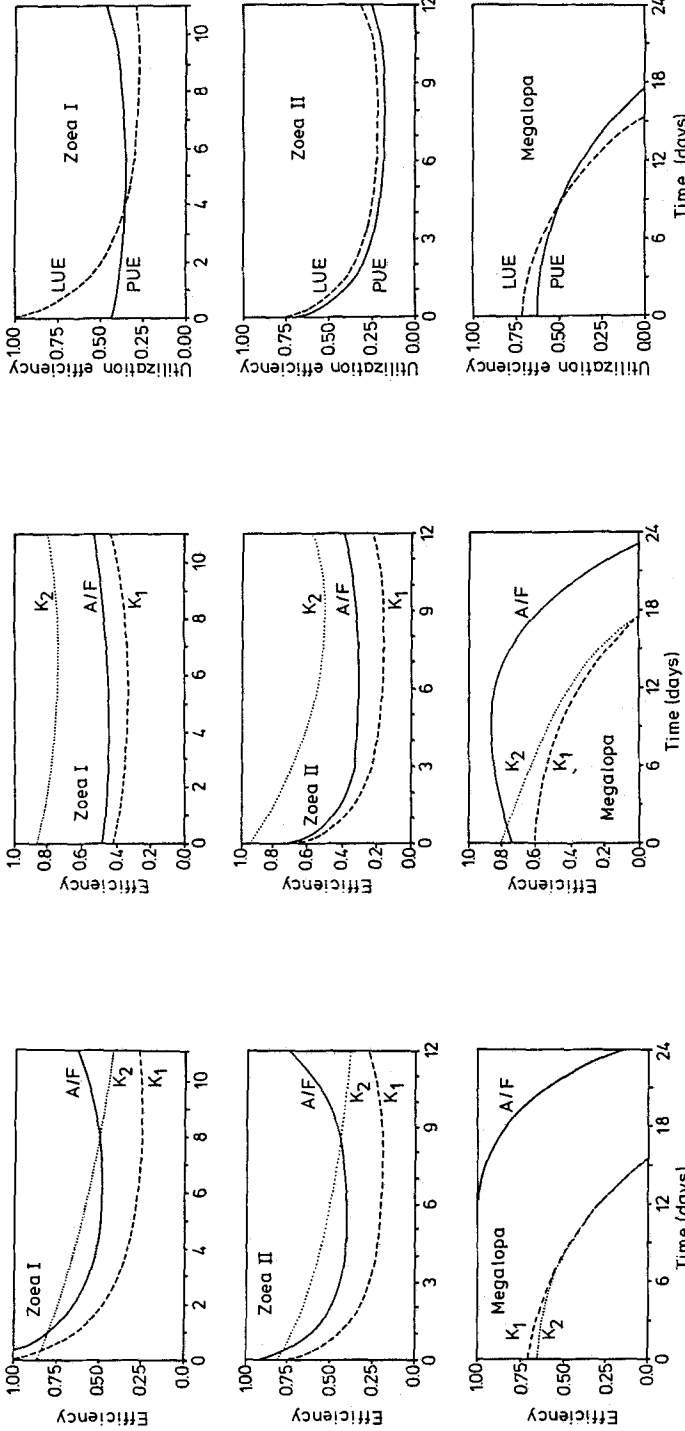 Efficiency
1.00
0.75
0.50
0.25
0.00
Zoea I
A/F
K2
K1
0 2 4 6 8 10
Efficiency
1.0
0.8
0.6
0.4
0.2
0.0
K2
A/F
Zoea I
K1
0 2 4 6 8 10
Utilization efficiency
1.00
0.75
0.50
0.25
0.00
LUE
PUE
Zoea I
0 2 4 6 8 10
Efficiency
1.00
0.75
0.50
0.25
0.00
Zoea II
A/F
K2
K1
0 3 6 9 12
Efficiency
1.0
0.8
0.6
0.4
0.2
0.0
Zoea II
K2
A/F
K1
0 3 6 9 12
Utilization efficiency
1.00
0.75
0.50
0.25
0.00
Zoea II
LUE
PUE
0 3 6 9 12
Efficiency
1.00
0.75
0.50
0.25
0.0
Megalopa
A/F
K1
K2
0 6 12 18 24
Time (days)
Efficiency
1.0
0.8
0.6
0.4
0.2
0.0
A/F
K2
K1
Megalopa
0 6 12 18 24
Time (days)
Utilization efficiency
1.00
0.75
0.50
0.25
0.00
LUE
PUE
Megalopa
0 6 12 18 24
Time (days)